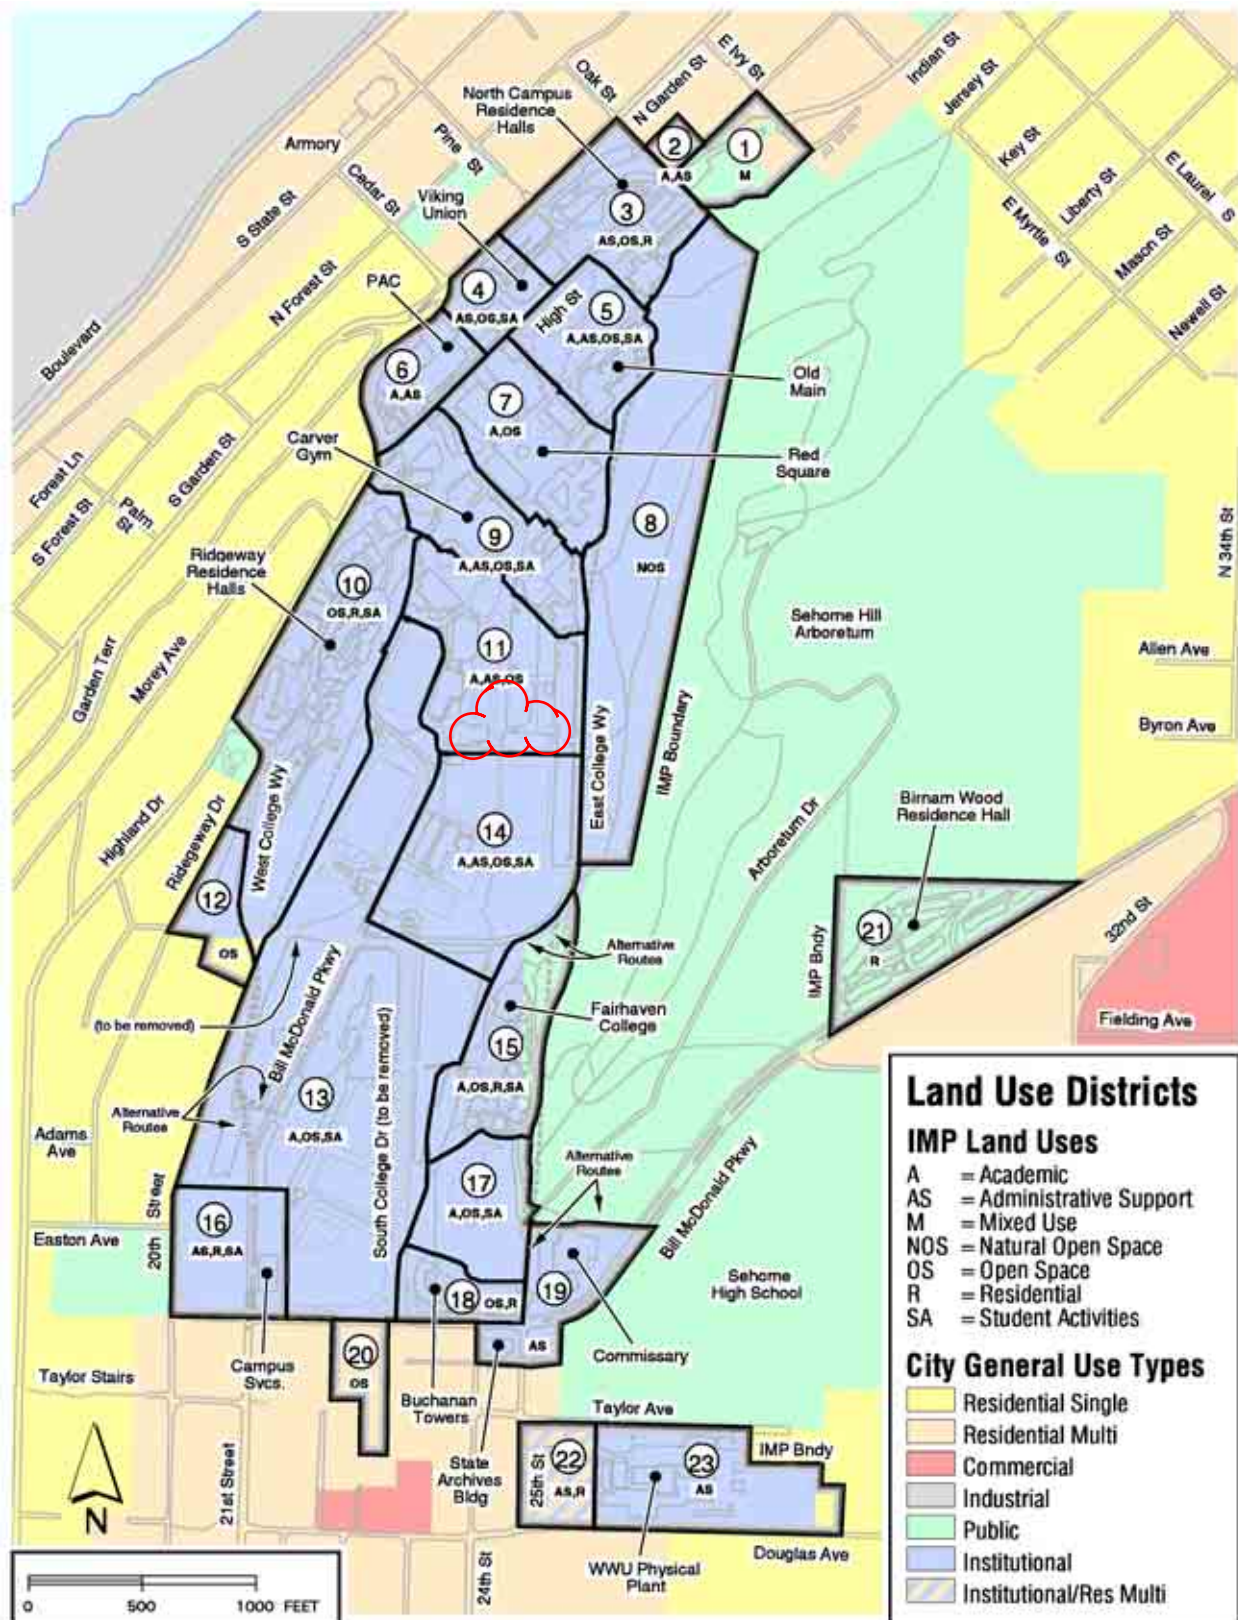 Oak St
N Garden St
E Ivy St
Indian St
Jersey St
Key St
Liberty St
E Laurel S
E Myrtle St
Mason St
Newell St
North Campus
Residence
Halls
Armory
Pine St
Cedar St
Viking
Union
S State St
N Forest St
PAC
Boulevard
1
M
2
A,AS
3
AS,OS,R
4
AS,OS,SA
High St
5
A,AS,OS,SA
Old
Main
6
A,AS
7
A,OS
Red
Square
Carver
Gym
Forest Ln
S Forest St
Palm
St
S Garden St
8
NOS
9
A,AS,OS,SA
N 34th St
Ridgeway
Residence
Halls
10
OS,R,SA
Sehome Hill
Arboretum
Garden Terr
Morey Ave
11
A,AS,OS
Allen Ave
Byron Ave
East College Wy
IMP Boundary
Highland Dr
Ridgeway Dr
West College Wy
Arboretum Dr
Birnam Wood
Residence Hall
12
OS
14
A,AS,OS,SA
21
R
IMP Bndy
32nd St
Fielding Ave
Alternative
Routes
Fairhaven
College
(to be removed)
Bill McDonald Pkwy
South College Dr (to be removed)
13
A,OS,SA
15
A,OS,R,SA
Alternative
Routes
Adams
Ave
Alternative
Routes
Bill McDonald Pkwy
20th Street
Easton Ave
16
AS,R,SA
17
A,OS,SA
18
OS,R
19
AS
Sehome
High School
Commissary
Taylor Stairs
Campus
Svcs.
20
OS
Buchanan
Towers
Taylor Ave
State
Archives
Bldg
21st Street
24th St
25th St
22
AS,R
23
AS
IMP Bndy
WWU Physical
Plant
Douglas Ave
N
0 500 1000 FEET
Land Use Districts
IMP Land Uses
A = Academic
AS = Administrative Support
M = Mixed Use
NOS = Natural Open Space
OS = Open Space
R = Residential
SA = Student Activities
City General Use Types
Residential Single
Residential Multi
Commercial
Industrial
Public
Institutional
Institutional/Res Multi